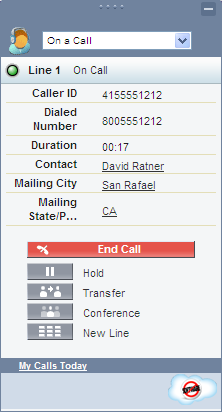 On a Call
Line 1 On Call
Caller ID 4155551212
Dialed Number 8005551212
Duration 00:17
Contact David Ratner
Mailing City San Rafael
Mailing State/P... CA
End Call
Hold
Transfer
Conference
New Line
My Calls Today